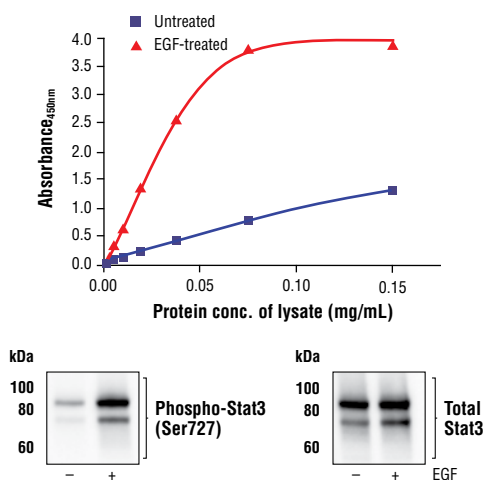 Untreated
EGF-treated
4.0
3.5
3.0
2.5
2.0
1.5
1.0
0.5
0.0
Absorbance450nm
0.00 0.05 0.10 0.15
Protein conc. of lysate (mg/mL)
kDa
100
80
60
Phospho-Stat3
(Ser727)
– +
kDa
100
80
60
Total
Stat3
– + EGF